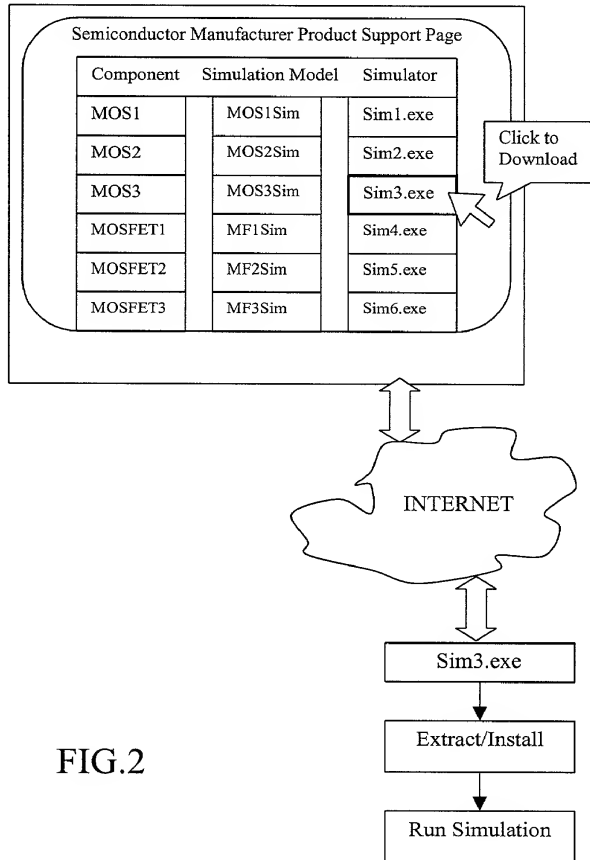 Semiconductor Manufacturer Product Support Page
Component Simulation Model Simulator
MOS1 MOS1Sim Sim1.exe
MOS2 MOS2Sim Sim2.exe
MOS3 MOS3Sim Sim3.exe
MOSFET1 MF1Sim Sim4.exe
MOSFET2 MF2Sim Sim5.exe
MOSFET3 MF3Sim Sim6.exe
Click to
Download
INTERNET
Sim3.exe
Extract/Install
Run Simulation
FIG.2